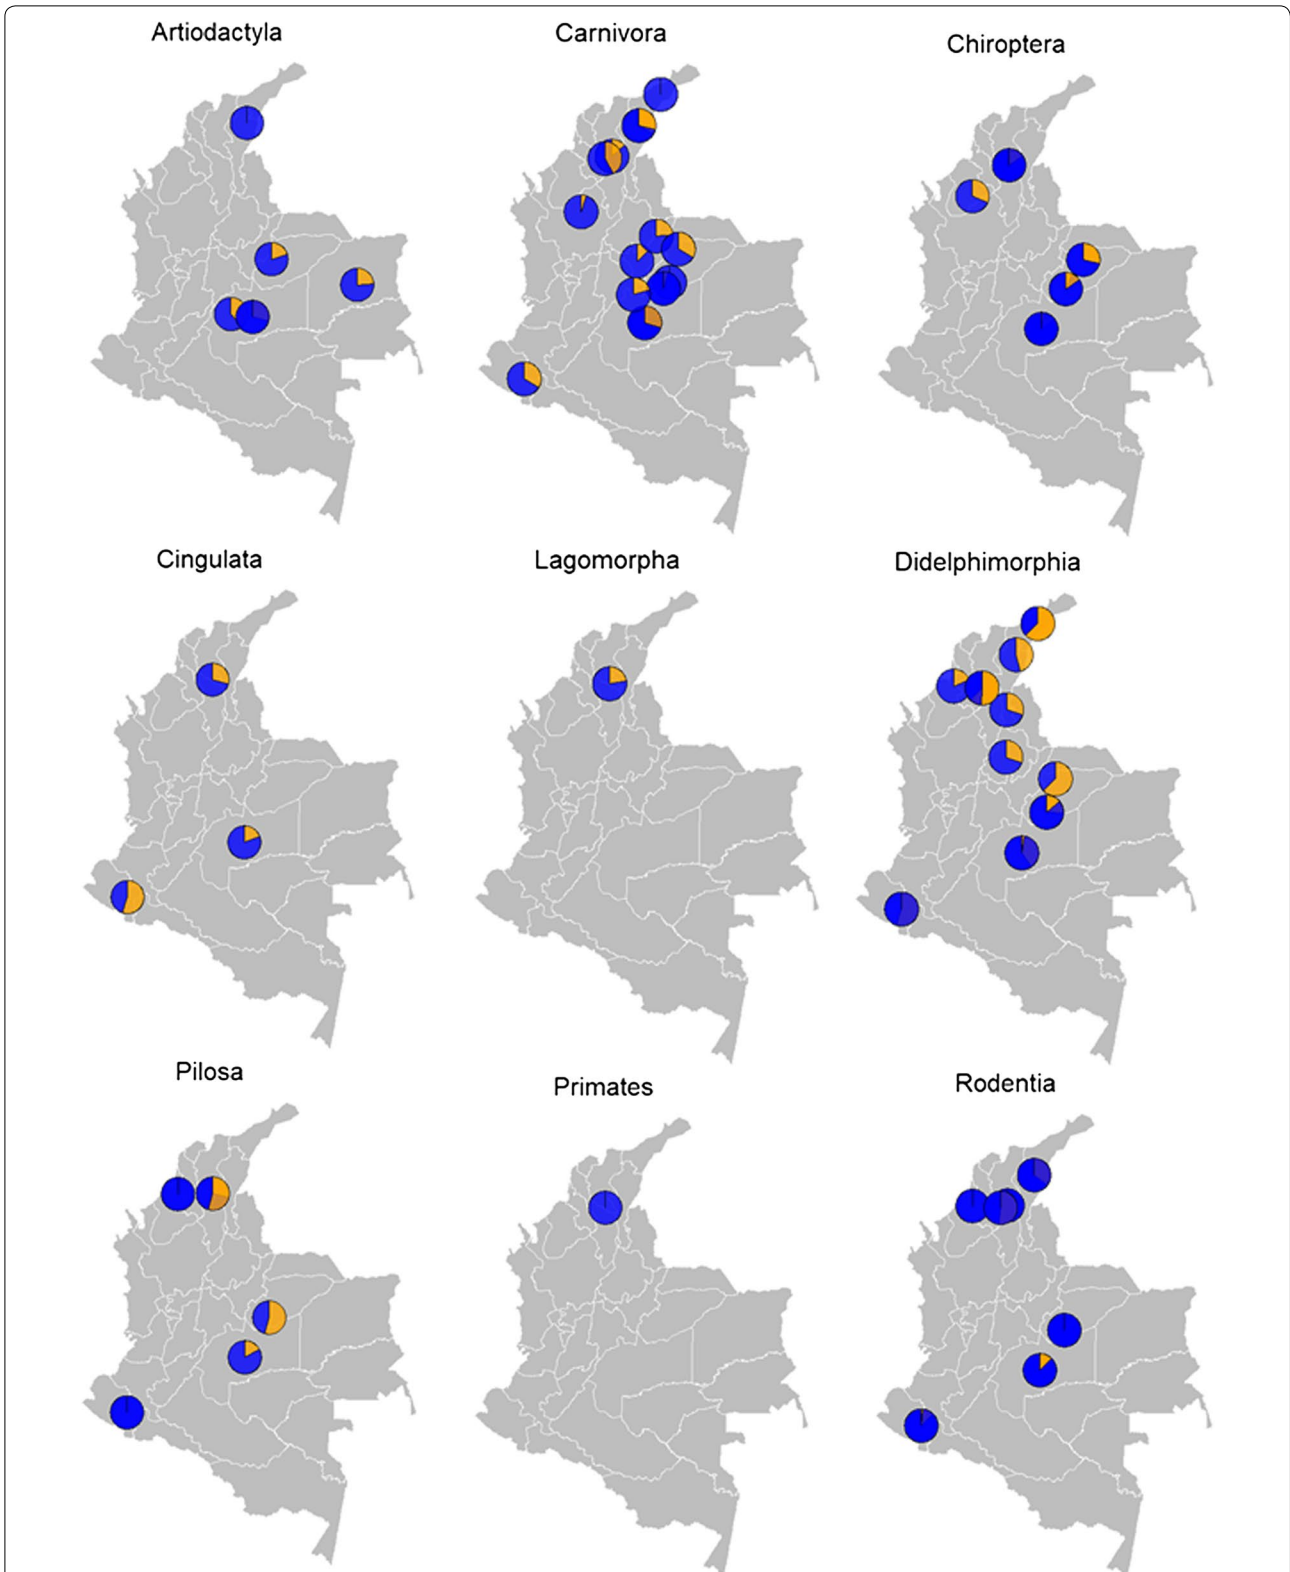 Artiodactyla
Carnivora
Chiroptera
Cingulata
Lagomorpha
Didelphimorphia
Pilosa
Primates
Rodentia